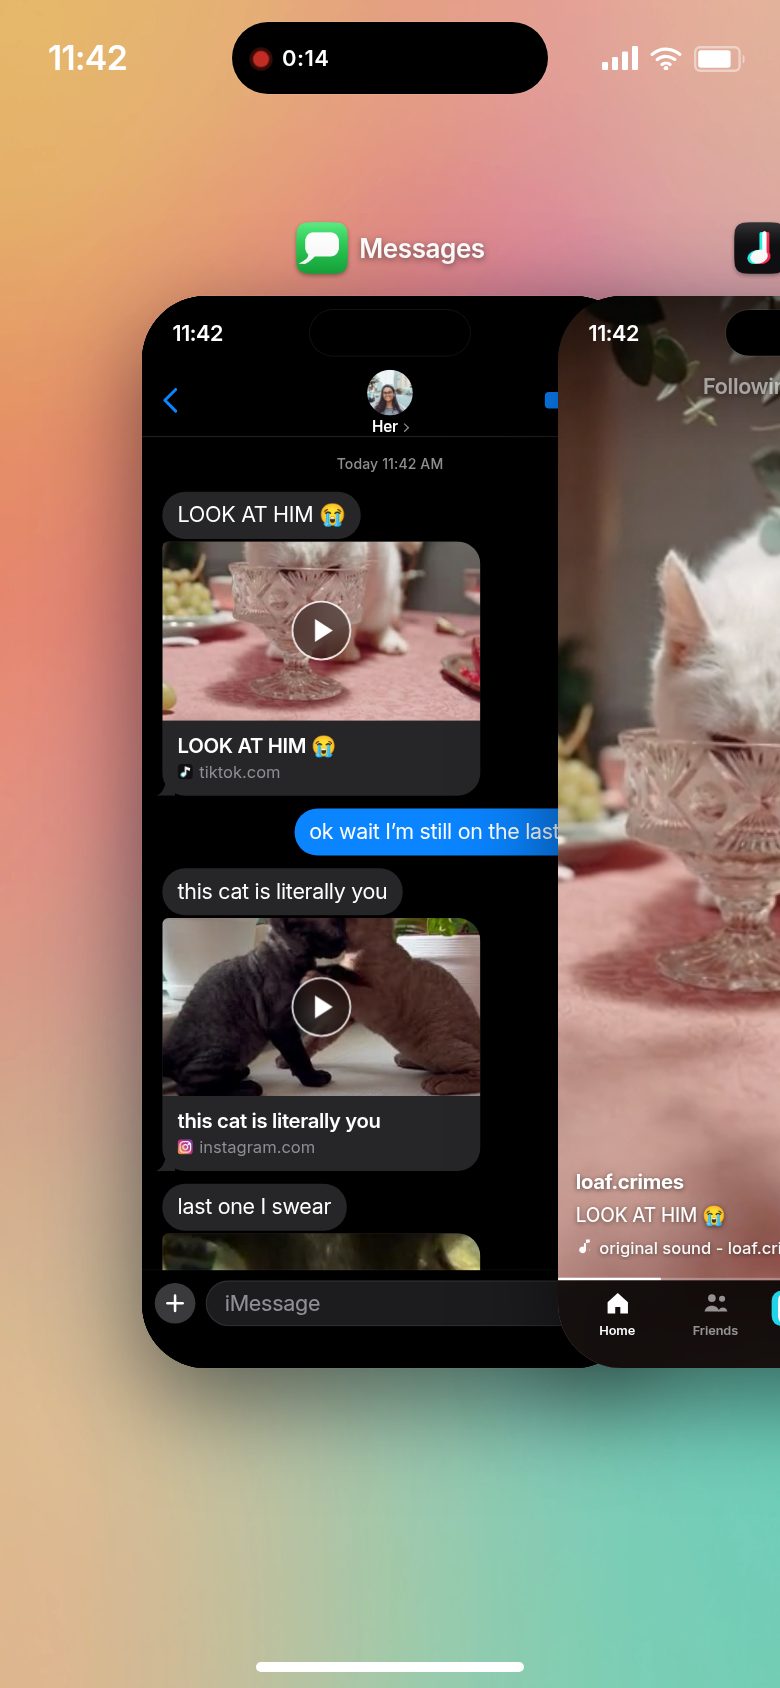 11:42
0:14
Messages
11:42
Her
Today 11:42 AM
LOOK AT HIM 😭
LOOK AT HIM 😭
tiktok.com
ok wait I'm still on the last
this cat is literally you
this cat is literally you
instagram.com
last one I swear
iMessage
11:42
loaf.crimes
LOOK AT HIM 😭
original sound -
Home
Friends